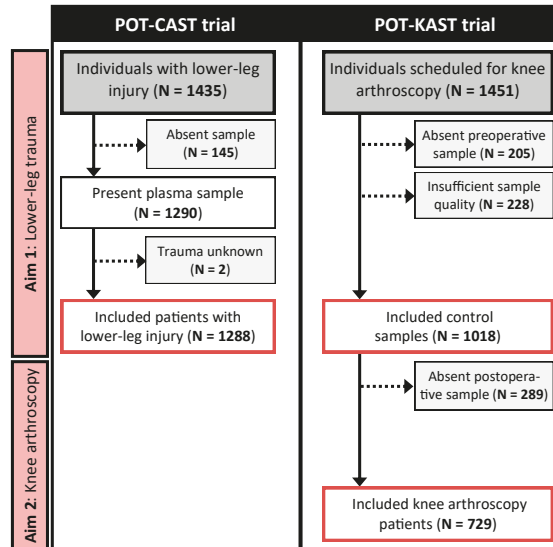 POT-CAST trial
POT-KAST trial
Aim 1: Lower-leg trauma
Individuals with lower-leg
injury (N = 1435)
Absent sample
(N = 145)
Present plasma sample
(N = 1290)
Trauma unknown
(N = 2)
Included patients with
lower-leg injury (N = 1288)
Individuals scheduled for knee
arthroscopy (N = 1451)
Absent preoperative
sample (N = 205)
Insufficient sample
quality (N = 228)
Included control
samples (N = 1018)
Aim 2: Knee arthroscopy
Absent postopera-
tive sample (N = 289)
Included knee arthroscopy
patients (N = 729)